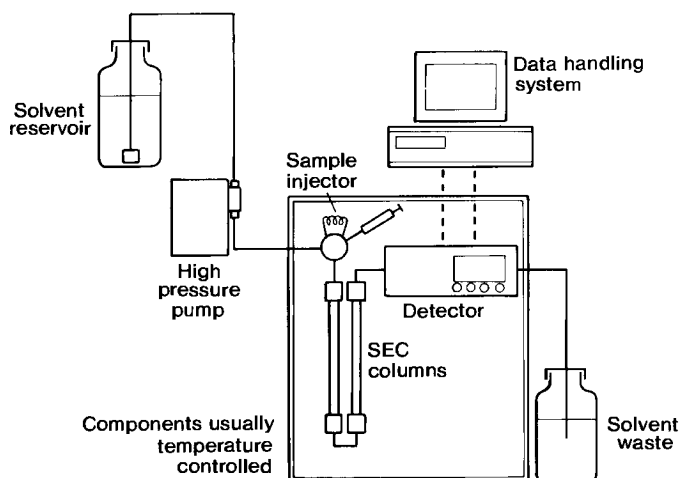 Solvent
reservoir
Data handling
system
Sample
injector
High
pressure
pump
Detector
SEC
columns
Components usually
temperature
controlled
Solvent
waste